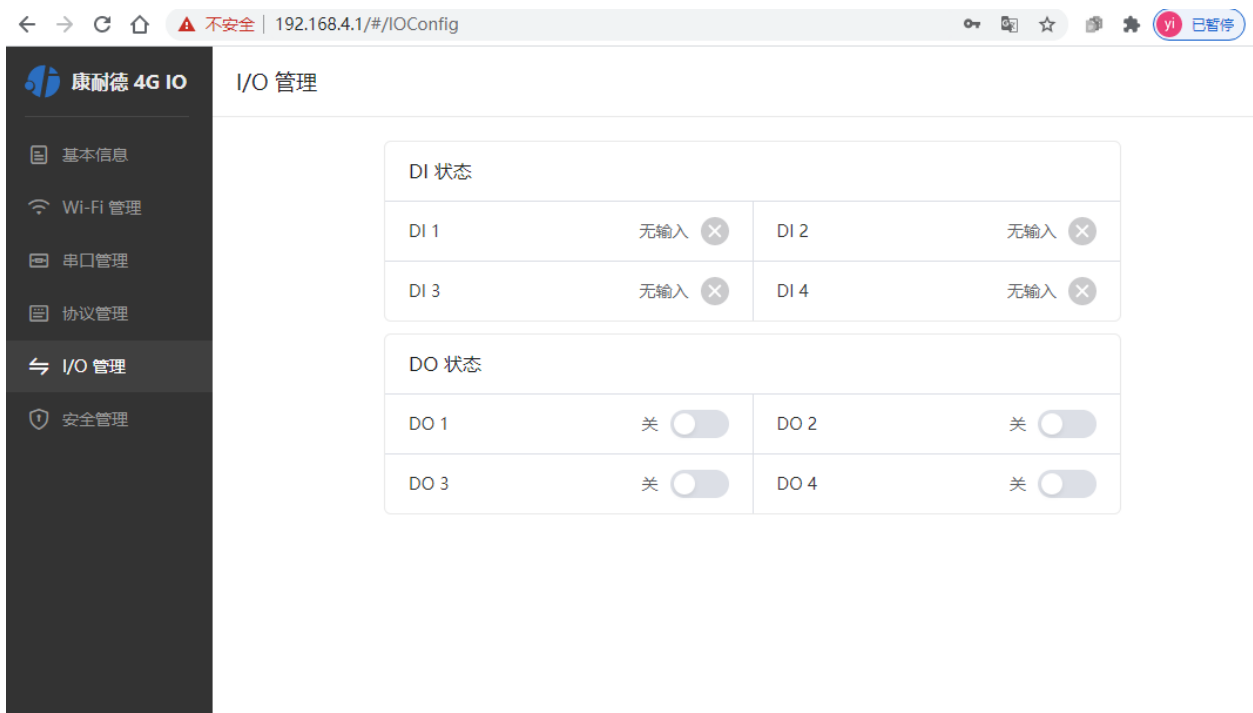 不安全 192.168.4.1/#/IOConfig yi 已暂停
康耐德 4G IO
I/O 管理
基本信息
Wi-Fi 管理
串口管理
协议管理
I/O 管理
安全管理
DI 状态
DI 1 无输入 DI 2 无输入
DI 3 无输入 DI 4 无输入
DO 状态
DO 1 关 DO 2 关
DO 3 关 DO 4 关